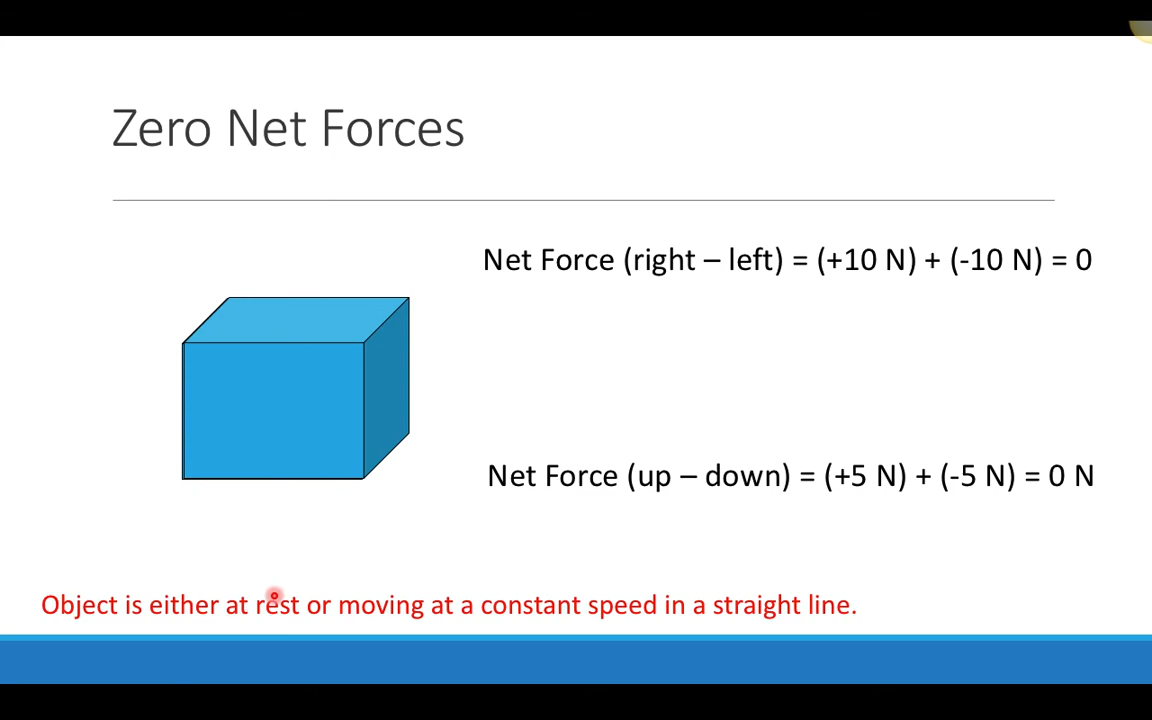 Zero Net Forces
Net Force (right – left) = (+10 N) + (-10 N) = 0
Net Force (up – down) = (+5 N) + (-5 N) = 0 N
Object is either at rest or moving at a constant speed in a straight line.